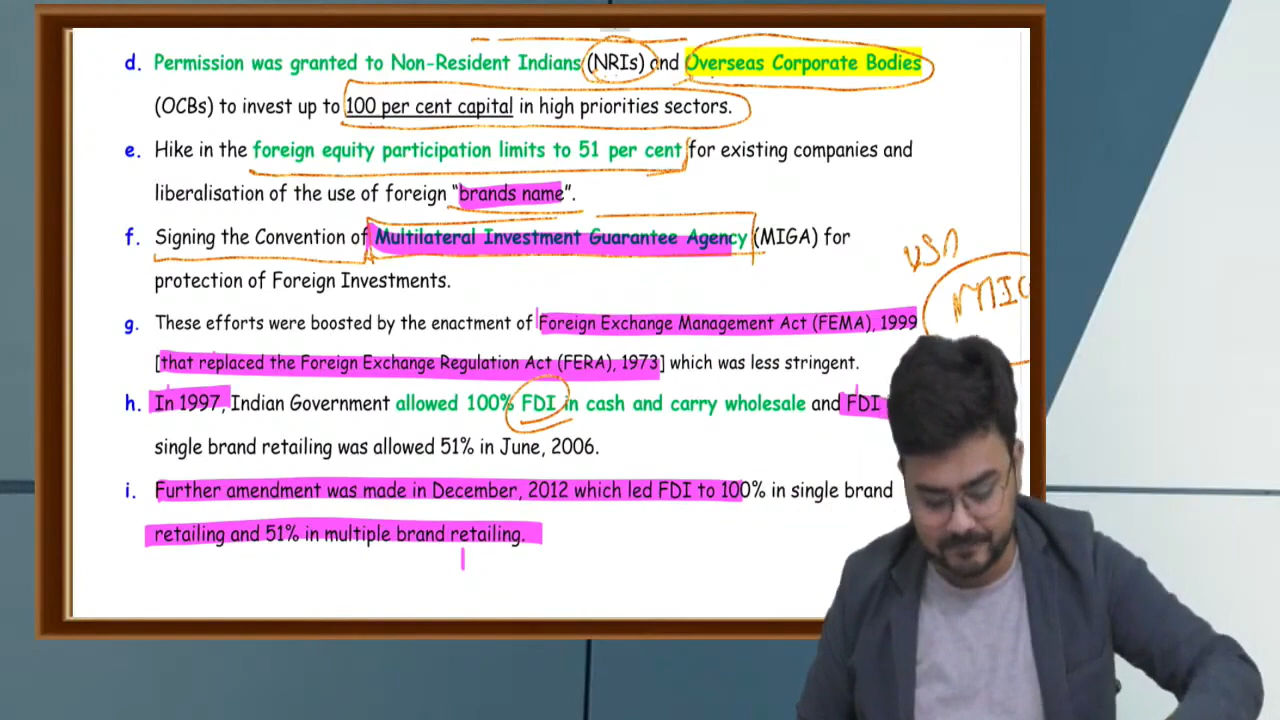 d. Permission was granted to Non-Resident Indians (NRIs) and Overseas Corporate Bodies
(OCBs) to invest up to 100 per cent capital in high priorities sectors.
e. Hike in the foreign equity participation limits to 51 per cent for existing companies and
liberalisation of the use of foreign “brands name”.
f. Signing the Convention of Multilateral Investment Guarantee Agency (MIGA) for
USA
protection of Foreign Investments.
MIG
g. These efforts were boosted by the enactment of Foreign Exchange Management Act (FEMA), 1999
[that replaced the Foreign Exchange Regulation Act (FERA), 1973] which was less stringent.
h. In 1997, Indian Government allowed 100% FDI in cash and carry wholesale and FDI
single brand retailing was allowed 51% in June, 2006.
i. Further amendment was made in December, 2012 which led FDI to 100% in single brand
retailing and 51% in multiple brand retailing.